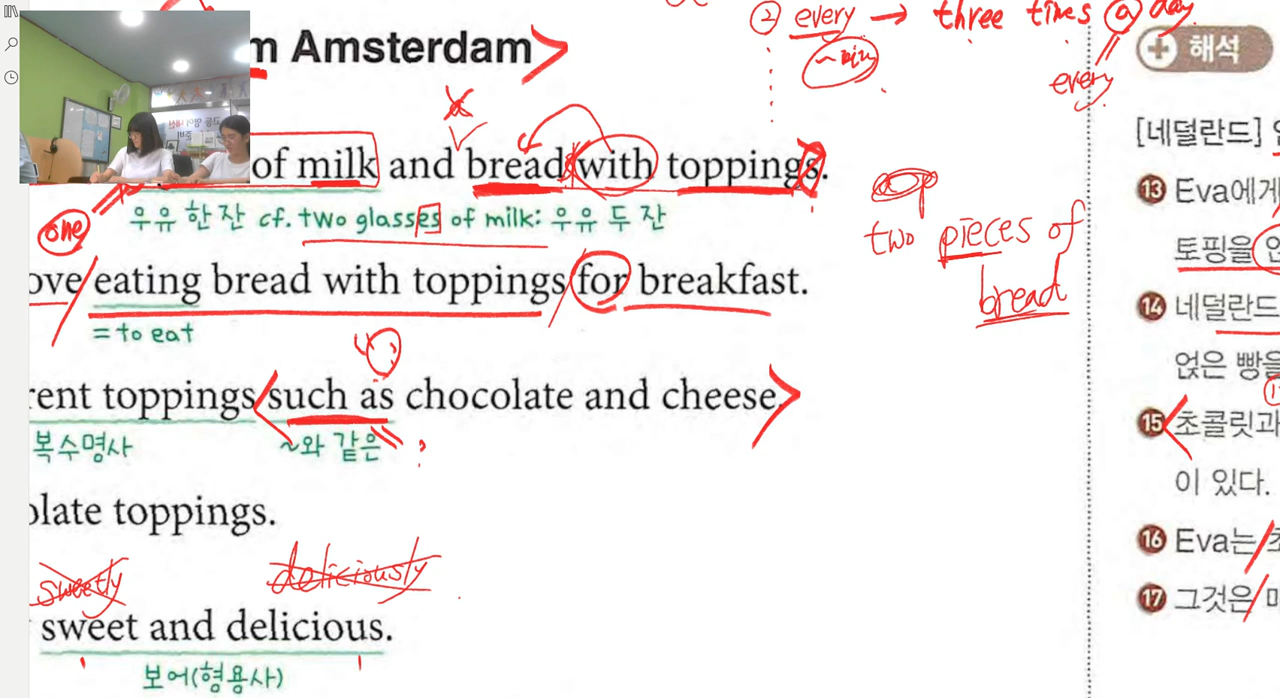 ② every → three times a day
~마다
every
m Amsterdam
해석
of milk and bread with toppings.
우유 한 잔 cf. two glasses of milk: 우유 두 잔
one
two pieces of
bread
ove eating bread with toppings for breakfast.
= to eat
rent toppings such as chocolate and cheese
복수명사
~와 같은
olate toppings.
sweetly deliciously
sweet and delicious.
보어(형용사)
[네덜란드]
13 Eva에게
토핑을
14 네덜란드
얹은 빵을
15 초콜릿과
이 있다.
16 Eva는
17 그것은